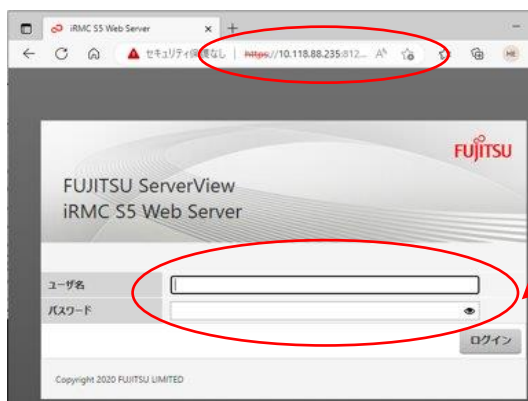 iRMC S5 Web Server
セキュリティ保護なし
https://10.118.88.235:812...
FUJITSU
FUJITSU ServerView
iRMC S5 Web Server
ユーザ名
パスワード
ログイン
Copyright 2020 FUJITSU LIMITED